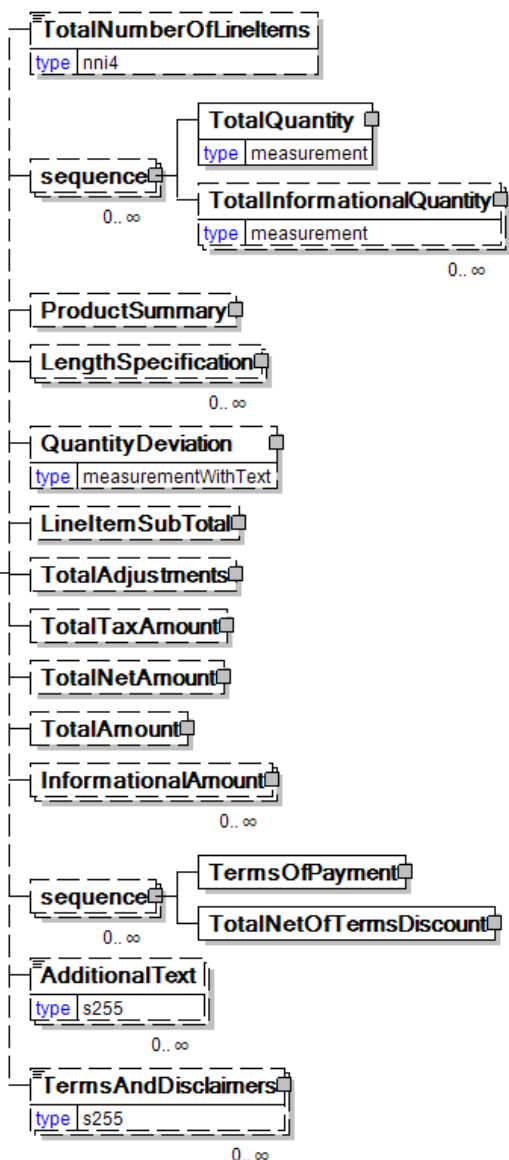 TotalNumberOfLineItems
type nni4
TotalQuantity
type measurement
sequence
0.. ∞
TotalInformationalQuantity
type measurement
0.. ∞
ProductSummary
LengthSpecification
0.. ∞
QuantityDeviation
type measurementWithText
LineItemSubTotal
TotalAdjustments
TotalTaxAmount
TotalNetAmount
TotalAmount
InformationalAmount
0.. ∞
TermsOfPayment
sequence
0.. ∞
TotalNetOfTermsDiscount
AdditionalText
type s255
0.. ∞
TermsAndDisclaimers
type s255
0.. ∞